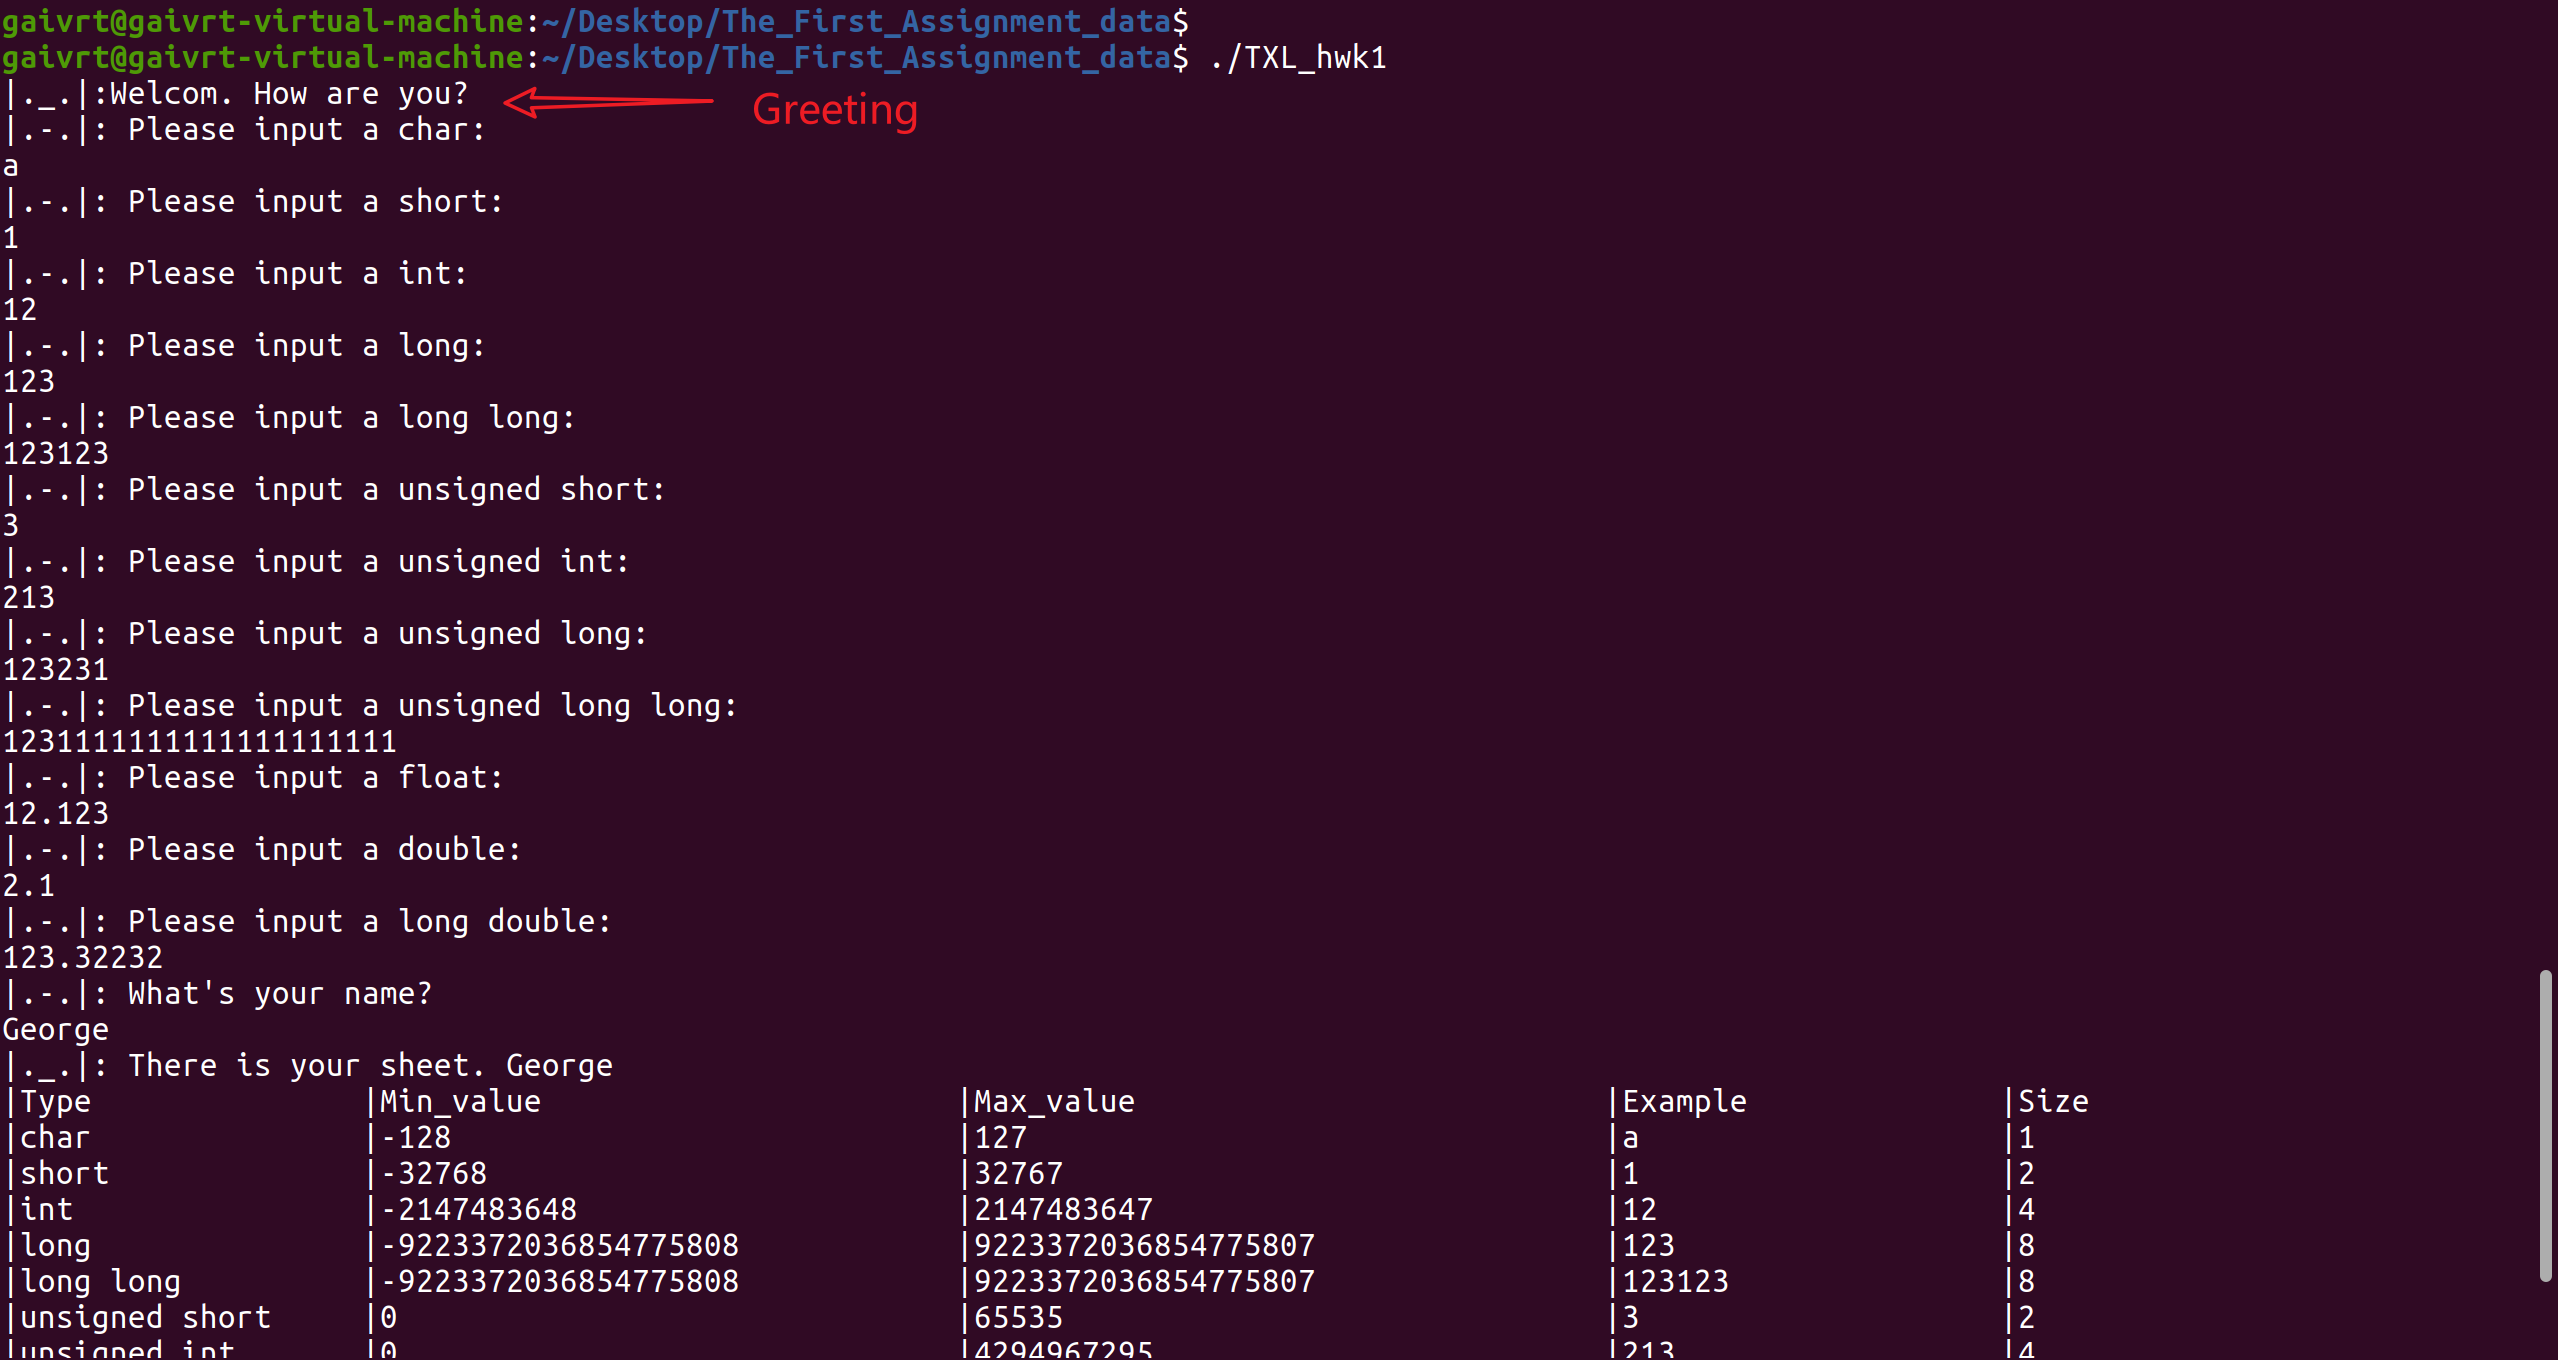 gaivrt@gaivrt-virtual-machine:~/Desktop/The_First_Assignment_data$
gaivrt@gaivrt-virtual-machine:~/Desktop/The_First_Assignment_data$ ./TXL_hwk1
|._.|:Welcom. How are you?
Greeting
|.-.|: Please input a char:
a
|.-.|: Please input a short:
1
|.-.|: Please input a int:
12
|.-.|: Please input a long:
123
|.-.|: Please input a long long:
123123
|.-.|: Please input a unsigned short:
3
|.-.|: Please input a unsigned int:
213
|.-.|: Please input a unsigned long:
123231
|.-.|: Please input a unsigned long long:
1231111111111111111111
|.-.|: Please input a float:
12.123
|.-.|: Please input a double:
2.1
|.-.|: Please input a long double:
123.32232
|.-.|: What's your name?
George
|._.|: There is your sheet. George
|Type |Min_value |Max_value |Example |Size
|char |-128 |127 |a |1
|short |-32768 |32767 |1 |2
|int |-2147483648 |2147483647 |12 |4
|long |-9223372036854775808 |9223372036854775807 |123 |8
|long long |-9223372036854775808 |9223372036854775807 |123123 |8
|unsigned short |0 |65535 |3 |2
|unsigned int |0 |4294967295 |213 |4